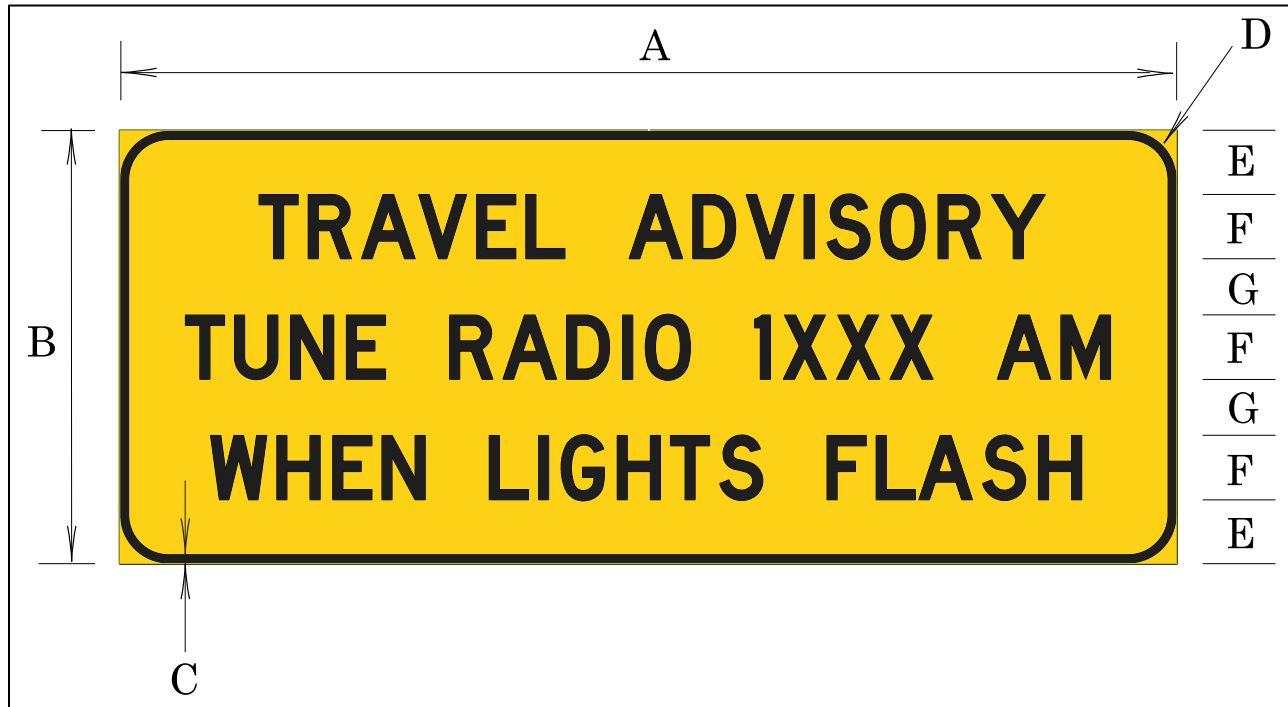 A
D
B
C
TRAVEL ADVISORY
TUNE RADIO 1XXX AM
WHEN LIGHTS FLASH
E
F
G
F
G
F
E